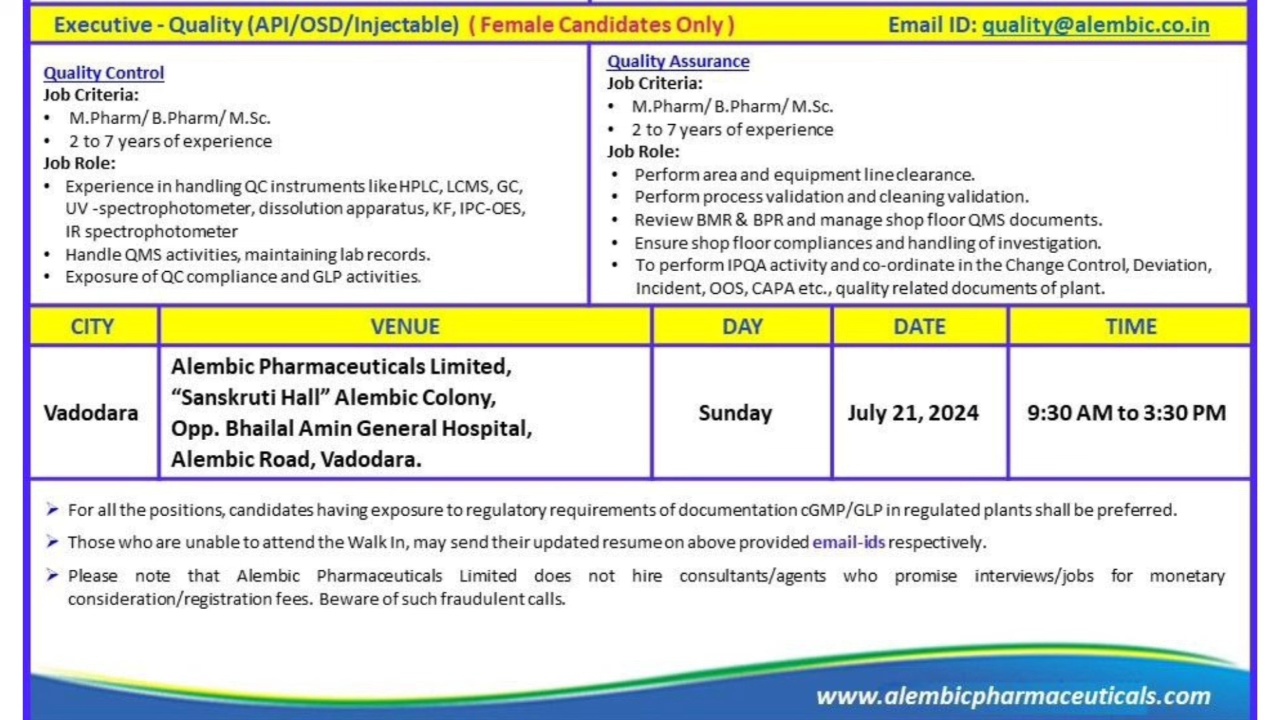 Executive - Quality (API/OSD/Injectable) ( Female Candidates Only )
Email ID: quality@alembic.co.in
Quality Control
Job Criteria:
• M.Pharm/ B.Pharm/ M.Sc.
• 2 to 7 years of experience
Job Role:
• Experience in handling QC instruments like HPLC, LCMS, GC,
UV -spectrophotometer, dissolution apparatus, KF, IPC-OES,
IR spectrophotometer
• Handle QMS activities, maintaining lab records.
• Exposure of QC compliance and GLP activities.
Quality Assurance
Job Criteria:
• M.Pharm/ B.Pharm/ M.Sc.
• 2 to 7 years of experience
Job Role:
• Perform area and equipment line clearance.
• Perform process validation and cleaning validation.
• Review BMR & BPR and manage shop floor QMS documents.
• Ensure shop floor compliances and handling of investigation.
• To perform IPQA activity and co-ordinate in the Change Control, Deviation,
Incident, OOS, CAPA etc., quality related documents of plant.
CITY VENUE DAY DATE TIME
Alembic Pharmaceuticals Limited,
“Sanskruti Hall” Alembic Colony,
Vadodara Sunday July 21, 2024 9:30 AM to 3:30 PM
Opp. Bhailal Amin General Hospital,
Alembic Road, Vadodara.
➢ For all the positions, candidates having exposure to regulatory requirements of documentation cGMP/GLP in regulated plants shall be preferred.
➢ Those who are unable to attend the Walk In, may send their updated resume on above provided email-ids respectively.
➢ Please note that Alembic Pharmaceuticals Limited does not hire consultants/agents who promise interviews/jobs for monetary
consideration/registration fees. Beware of such fraudulent calls.
www.alembicpharmaceuticals.com